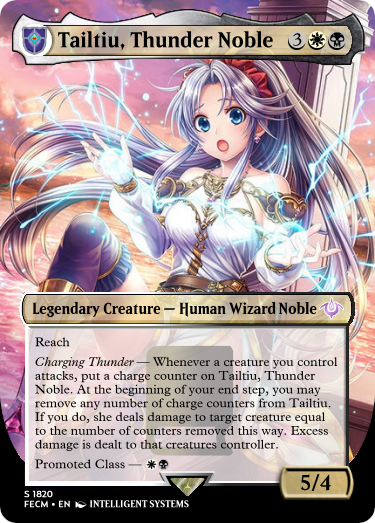 Tailtiu, Thunder Noble 3
Legendary Creature — Human Wizard Noble
Reach
Charging Thunder — Whenever a creature you control
attacks, put a charge counter on Tailtiu, Thunder
Noble. At the beginning of your end step, you may
remove any number of charge counters from Tailtiu.
If you do, she deals damage to target creature equal
to the number of counters removed this way. Excess
damage is dealt to that creatures controller.
Promoted Class —
5/4
S 1820
FECM • EN INTELLIGENT SYSTEMS